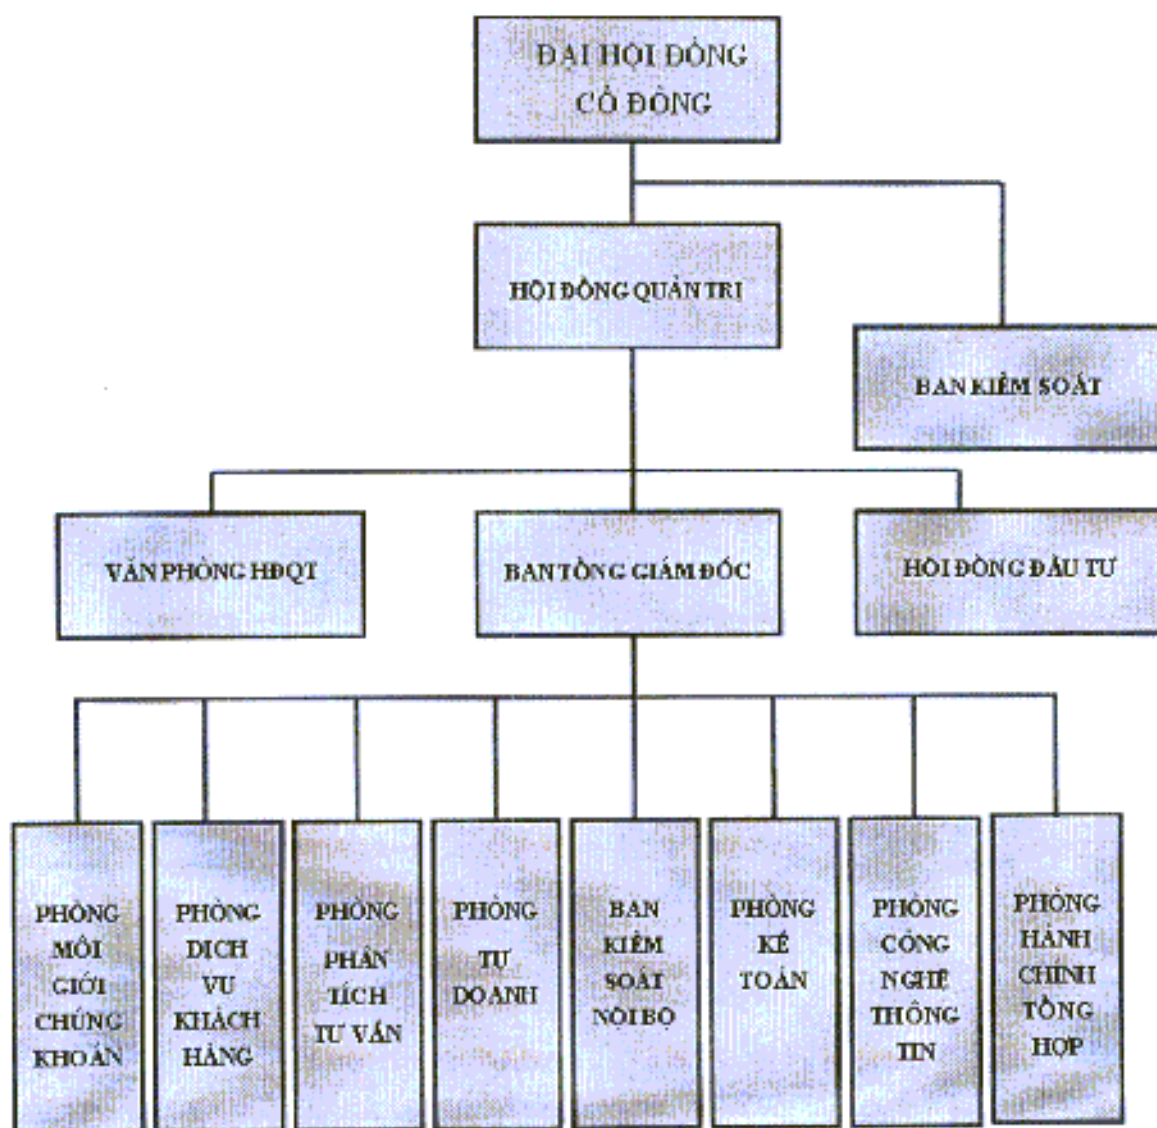 ĐẠI HỘI ĐỒNG
CỔ ĐÔNG
HỘI ĐỒNG QUẢN TRỊ
BAN KIỂM SOÁT
VĂN PHÒNG HĐQT
BAN TỔNG GIÁM ĐỐC
HỘI ĐỒNG ĐẦU TƯ
PHÒNG
MÔI
GIỚI
CHỨNG
KHOÁN
PHÒNG
DỊCH
VỤ
KHÁCH
HÀNG
PHÒNG
PHÂN
TÍCH
TƯ VẤN
PHÒNG
TỰ
DOANH
BAN
KIỂM
SOÁT
NỘI BỘ
PHÒNG
KẾ
TOÁN
PHÒNG
CÔNG
NGHỆ
THÔNG
TIN
PHÒNG
HÀNH
CHÍNH
TỔNG
HỢP